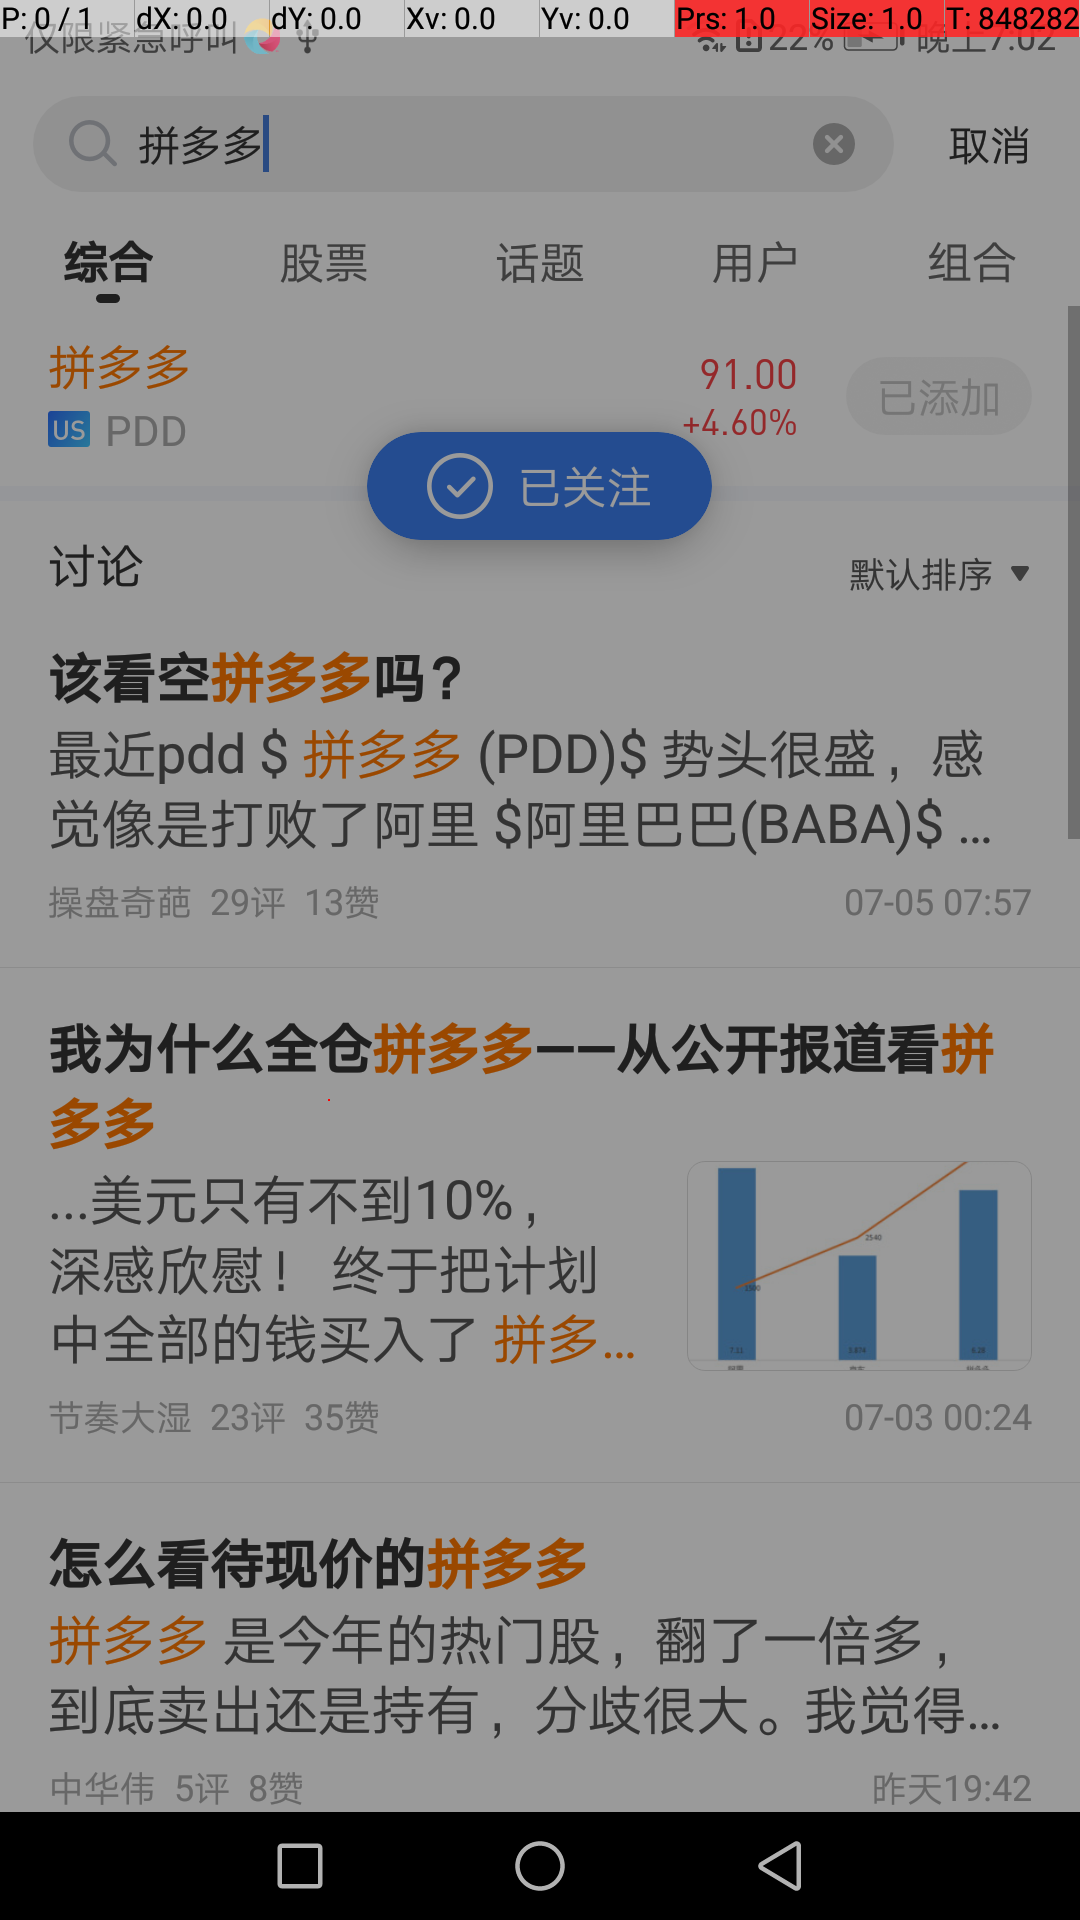 P: 0 / 1 dX: 0.0 dY: 0.0 Xv: 0.0 Yv: 0.0 Prs: 1.0 Size: 1.0 T: 848282
仅限紧急呼叫 22% 晚上7:02
拼多多 取消
综合 股票 话题 用户 组合
拼多多
US PDD
91.00
+4.60%
已添加
已关注
讨论 默认排序
该看空拼多多吗？
最近pdd $ 拼多多 (PDD)$ 势头很盛，感
觉像是打败了阿里 $阿里巴巴(BABA)$ ...
操盘奇葩 29评 13赞 07-05 07:57
我为什么全仓拼多多——从公开报道看拼
多多
...美元只有不到10%，
深感欣慰！ 终于把计划
中全部的钱买入了 拼多...
2540
1500
7.21 3.874 6.28
节奏大湿 23评 35赞 07-03 00:24
怎么看待现价的拼多多
拼多多 是今年的热门股，翻了一倍多，
到底卖出还是持有，分歧很大。我觉得...
中华伟 5评 8赞 昨天19:42